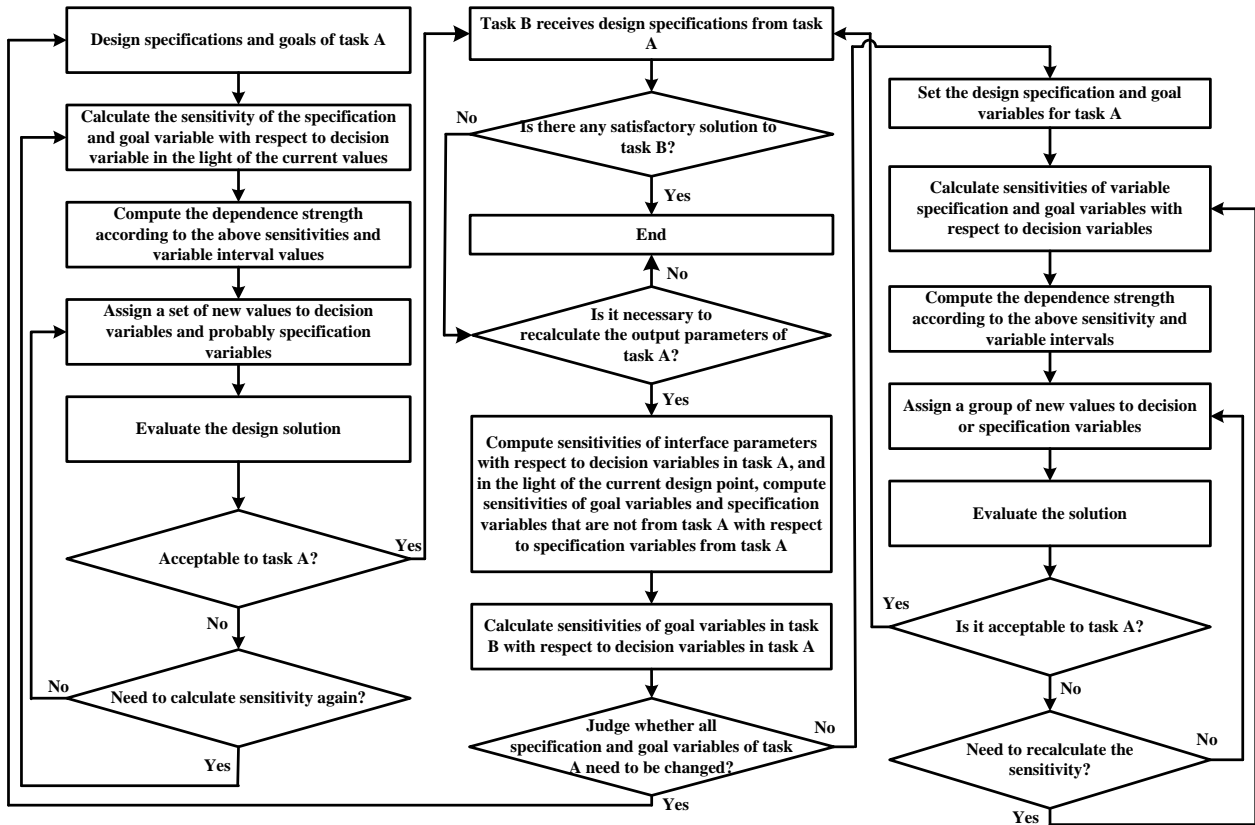 Design specifications and goals of task A
Calculate the sensitivity of the specification
and goal variable with respect to decision
variable in the light of the current values
Compute the dependence strength
according to the above sensitivities and
variable interval values
Assign a set of new values to decision
variables and probably specification
variables
Evaluate the design solution
Acceptable to task A?
Yes
No
Need to calculate sensitivity again?
No
Yes
Task B receives design specifications from task
A
Is there any satisfactory solution to
task B?
No
Yes
End
No
Is it necessary to
recalculate the output parameters of
task A?
Yes
Compute sensitivities of interface parameters
with respect to decision variables in task A, and
in the light of the current design point, compute
sensitivities of goal variables and specification
variables that are not from task A with respect
to specification variables from task A
Calculate sensitivities of goal variables in task
B with respect to decision variables in task A
Judge whether all
specification and goal variables of task
A need to be changed?
No
Yes
Set the design specification and goal
variables for task A
Calculate sensitivities of variable
specification and goal variables with
respect to decision variables
Compute the dependence strength
according to the above sensitivity and
variable intervals
Assign a group of new values to decision
or specification variables
Evaluate the solution
Yes
Is it acceptable to task A?
No
Need to recalculate the
sensitivity?
No
Yes